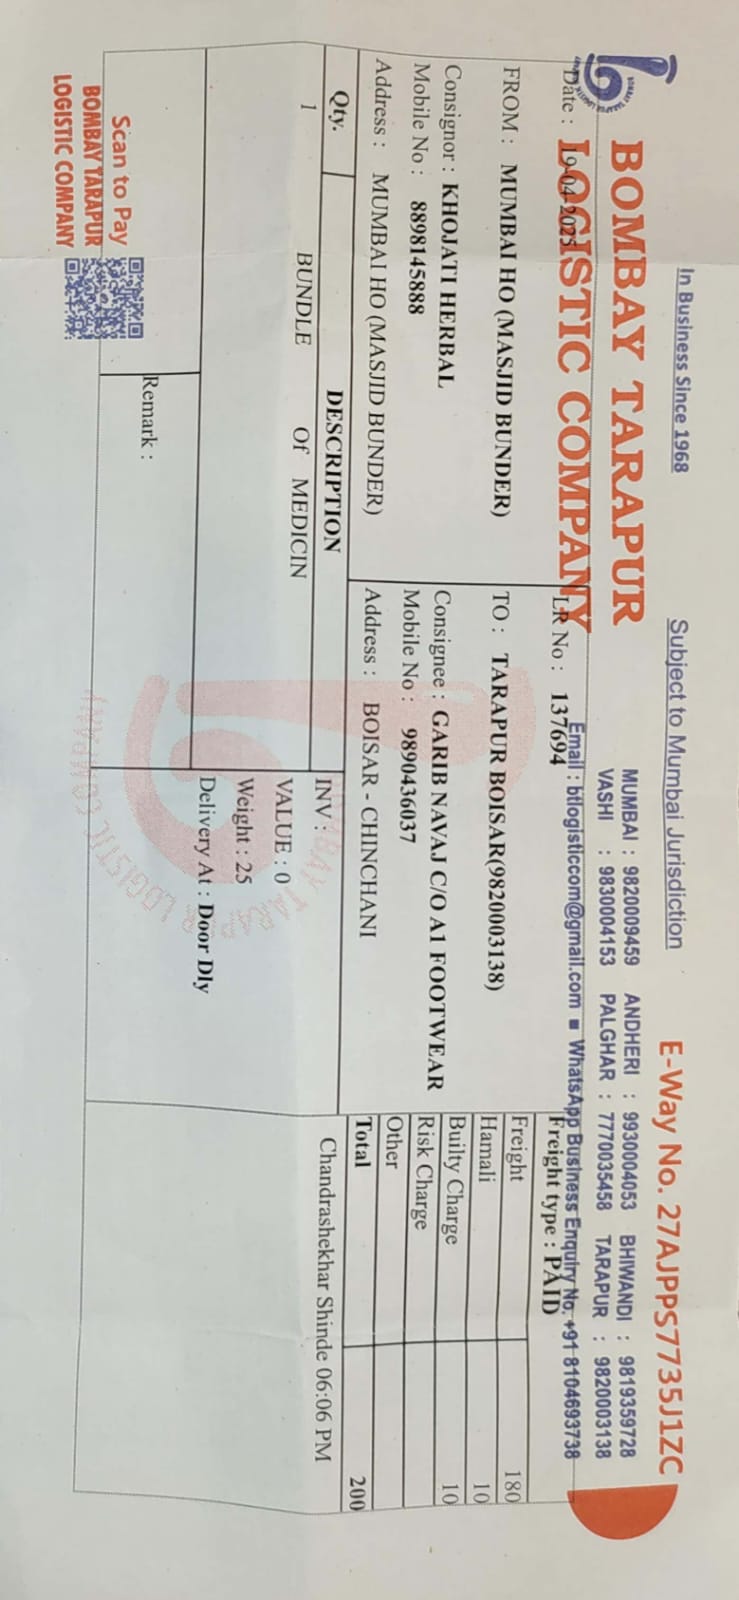 In Business Since 1968
Subject to Mumbai Jurisdiction
E-Way No. 27AJPPS7735J1ZC
BOMBAY TARAPUR
LOGISTIC COMPANY
MUMBAI : 9820009459 ANDHERI : 9930004053 BHIWANDI : 9819359728
VASHI : 9830004153 PALGHAR : 7770035458 TARAPUR : 9820003138
Email : btlogisticcom@gmail.com ■ WhatsApp Business Enquiry No. +91 8104693738
Date : 19-04-2025
LR No : 137694
Freight type : PAID
FROM : MUMBAI HO (MASJID BUNDER)
TO : TARAPUR BOISAR(9820003138)
Freight 180
Hamali 10
Consignor : KHOJATI HERBAL
Consignee : GARIB NAVAJ C/O A1 FOOTWEAR
Builty Charge 10
Mobile No : 8898145888
Mobile No : 9890436037
Risk Charge
Address : MUMBAI HO (MASJID BUNDER)
Address : BOISAR - CHINCHANI
Other
Total 200
Qty. DESCRIPTION
INV :
Chandrashekhar Shinde 06:06 PM
1 BUNDLE Of MEDICIN
VALUE : 0
Weight : 25
Delivery At : Door Dly
Remark :
Scan to Pay
BOMBAY TARAPUR
LOGISTIC COMPANY